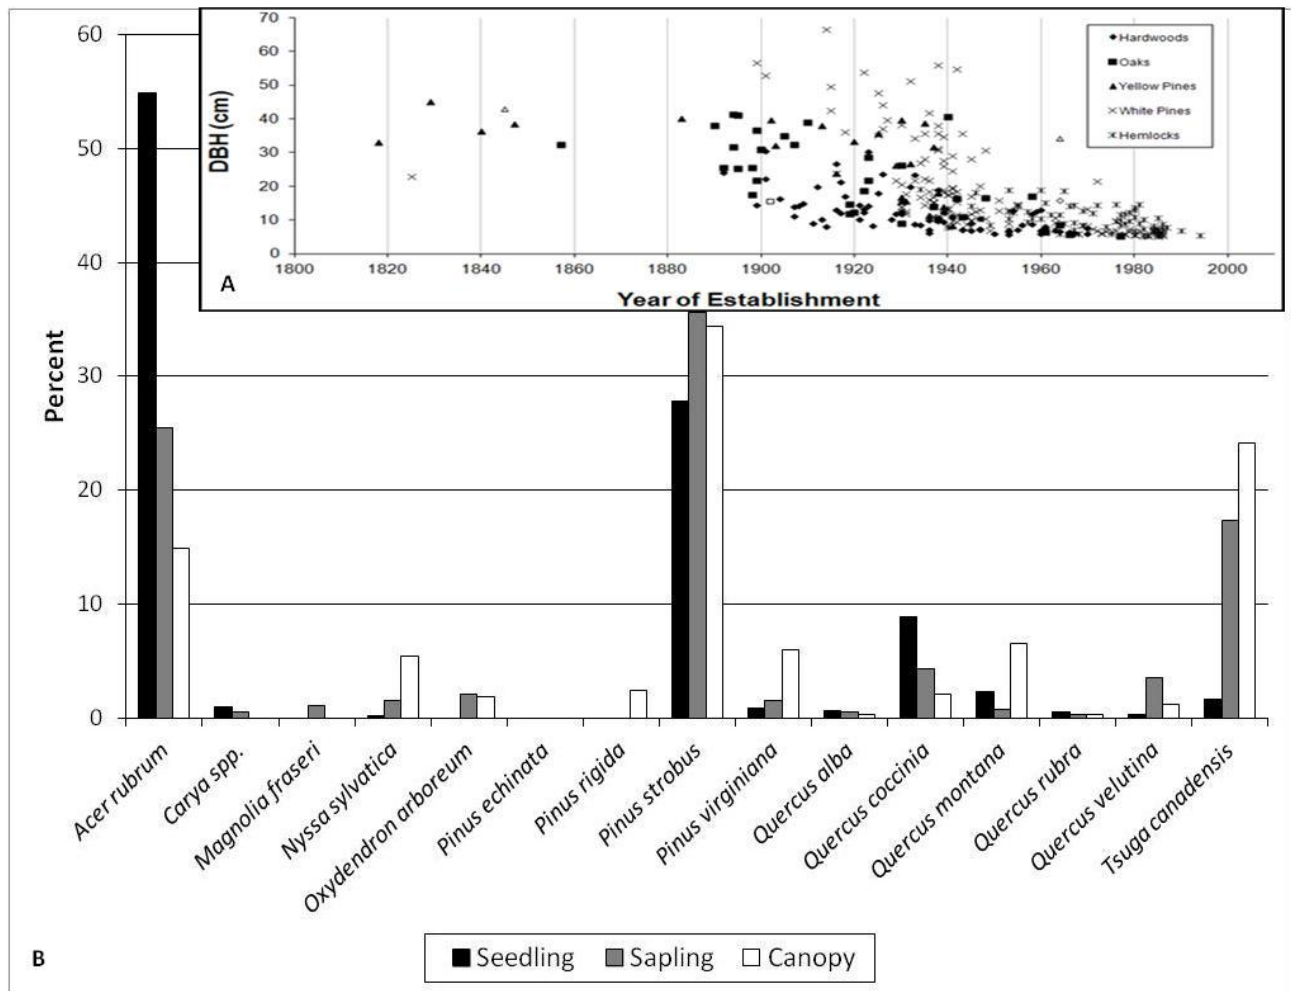 70
60
50
40
30
20
10
0
DBH (cm)
1800 1820 1840 1860 1880 1900 1920 1940 1960 1980 2000
Year of Establishment
A
Hardwoods
Oaks
Yellow Pines
White Pines
Hemlocks
60
50
40
30
20
10
0
Percent
Acer rubrum
Carya spp.
Magnolia fraseri
Nyssa sylvatica
Oxydendron arboreum
Pinus echinata
Pinus rigida
Pinus strobus
Pinus virginiana
Quercus alba
Quercus coccinia
Quercus montana
Quercus rubra
Quercus velutina
Tsuga canadensis
B
Seedling Sapling Canopy